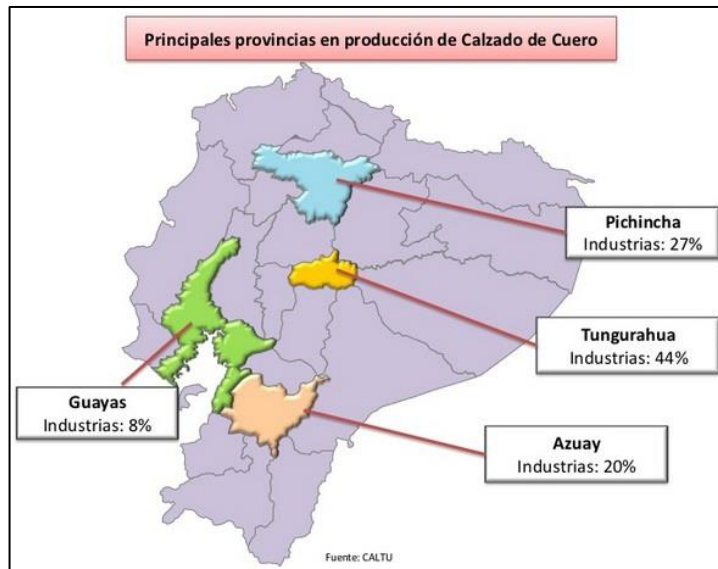 Principales provincias en producción de Calzado de Cuero
Pichincha
Industrias: 27%
Tungurahua
Industrias: 44%
Guayas
Industrias: 8%
Azuay
Industrias: 20%
Fuente: CALTU